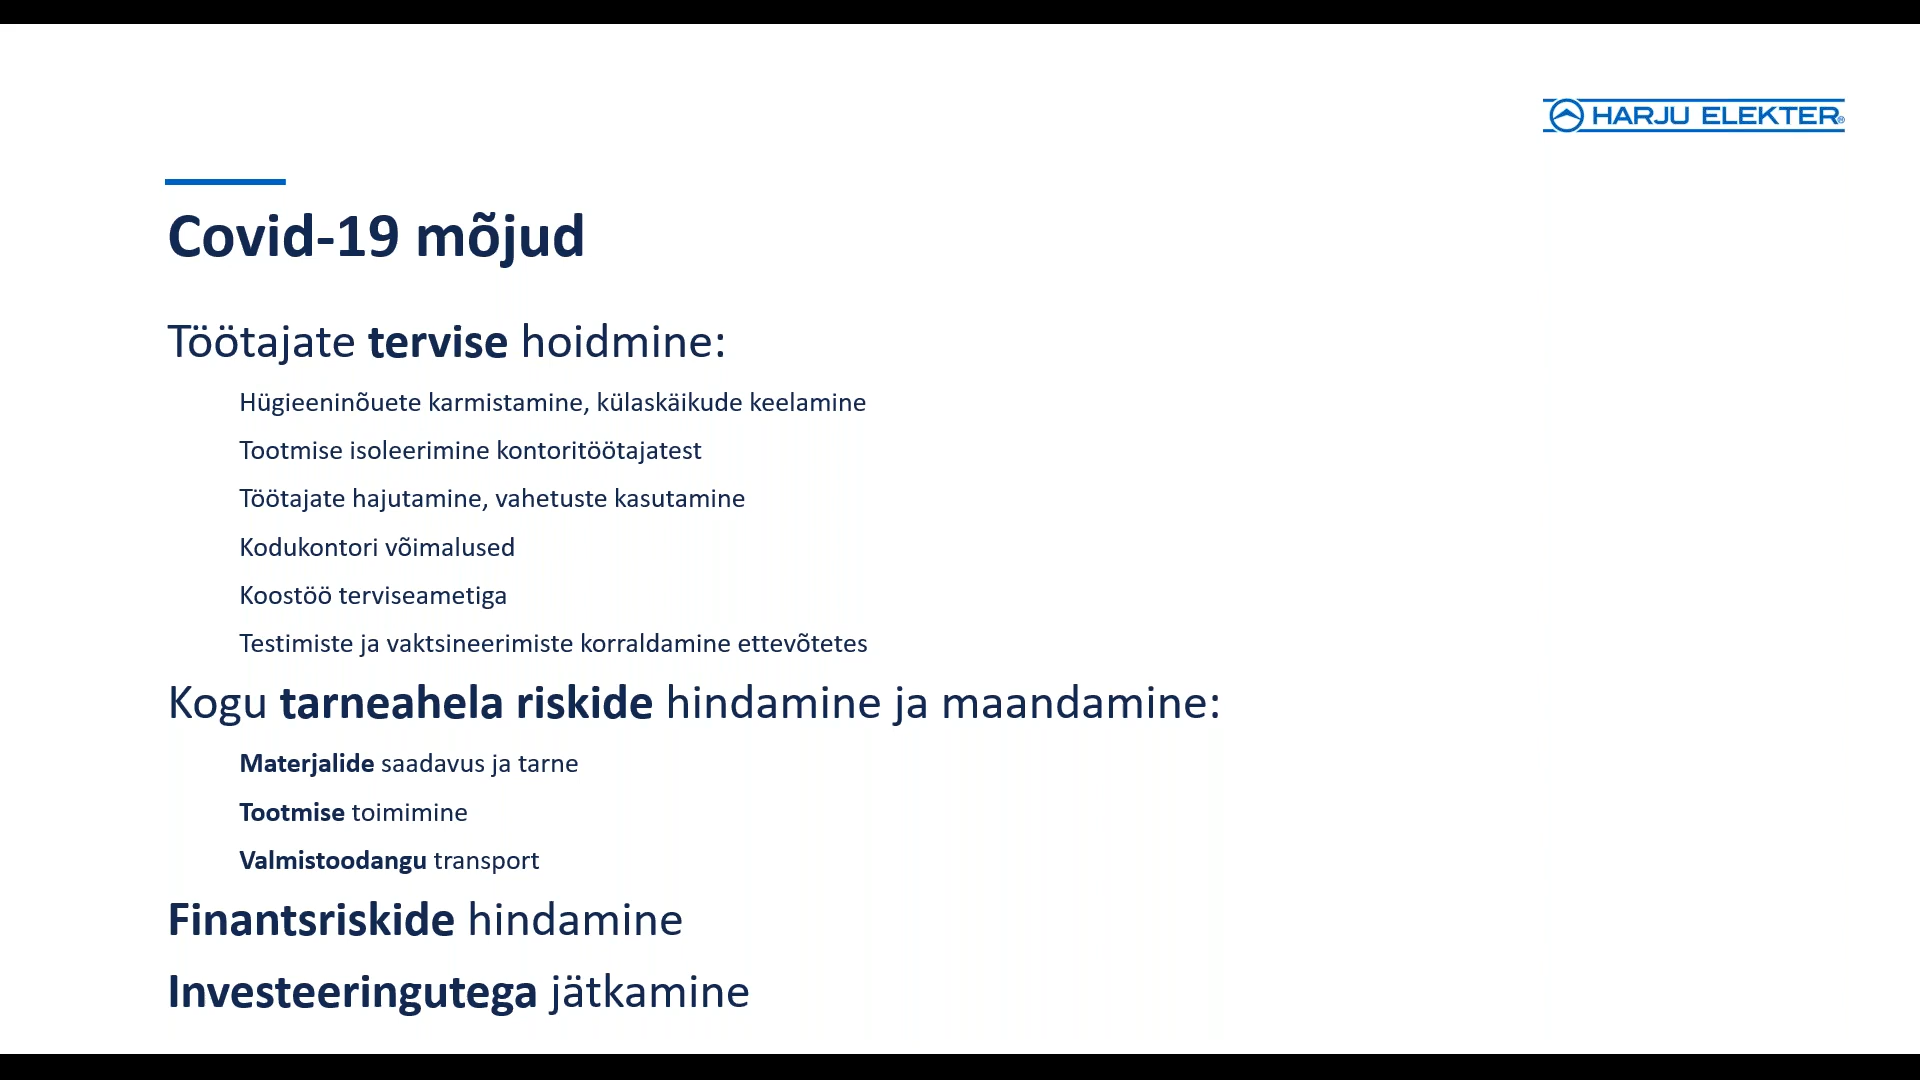 HARJU ELEKTER®
Covid-19 mõjud
Töötajate tervise hoidmine:
Hügieeninõuete karmistamine, külaskäikude keelamine
Tootmise isoleerimine kontoritöötajatest
Töötajate hajutamine, vahetuste kasutamine
Kodukontori võimalused
Koostöö terviseametiga
Testimiste ja vaktsineerimiste korraldamine ettevõtetes
Kogu tarneahela riskide hindamine ja maandamine:
Materjalide saadavus ja tarne
Tootmise toimimine
Valmistoodangu transport
Finantsriskide hindamine
Investeeringutega jätkamine